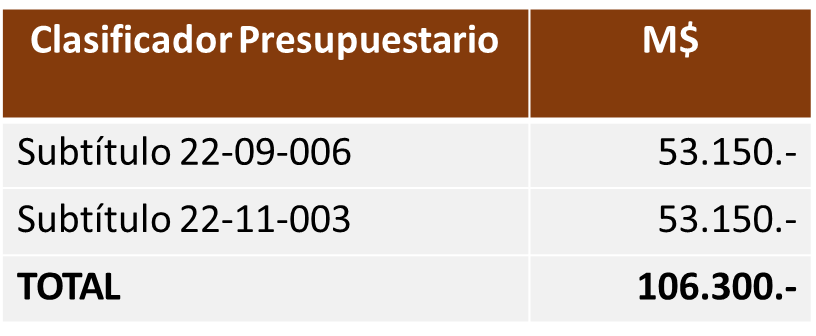 Clasificador Presupuestario M$
Subtítulo 22-09-006 53.150.-
Subtítulo 22-11-003 53.150.-
TOTAL 106.300.-